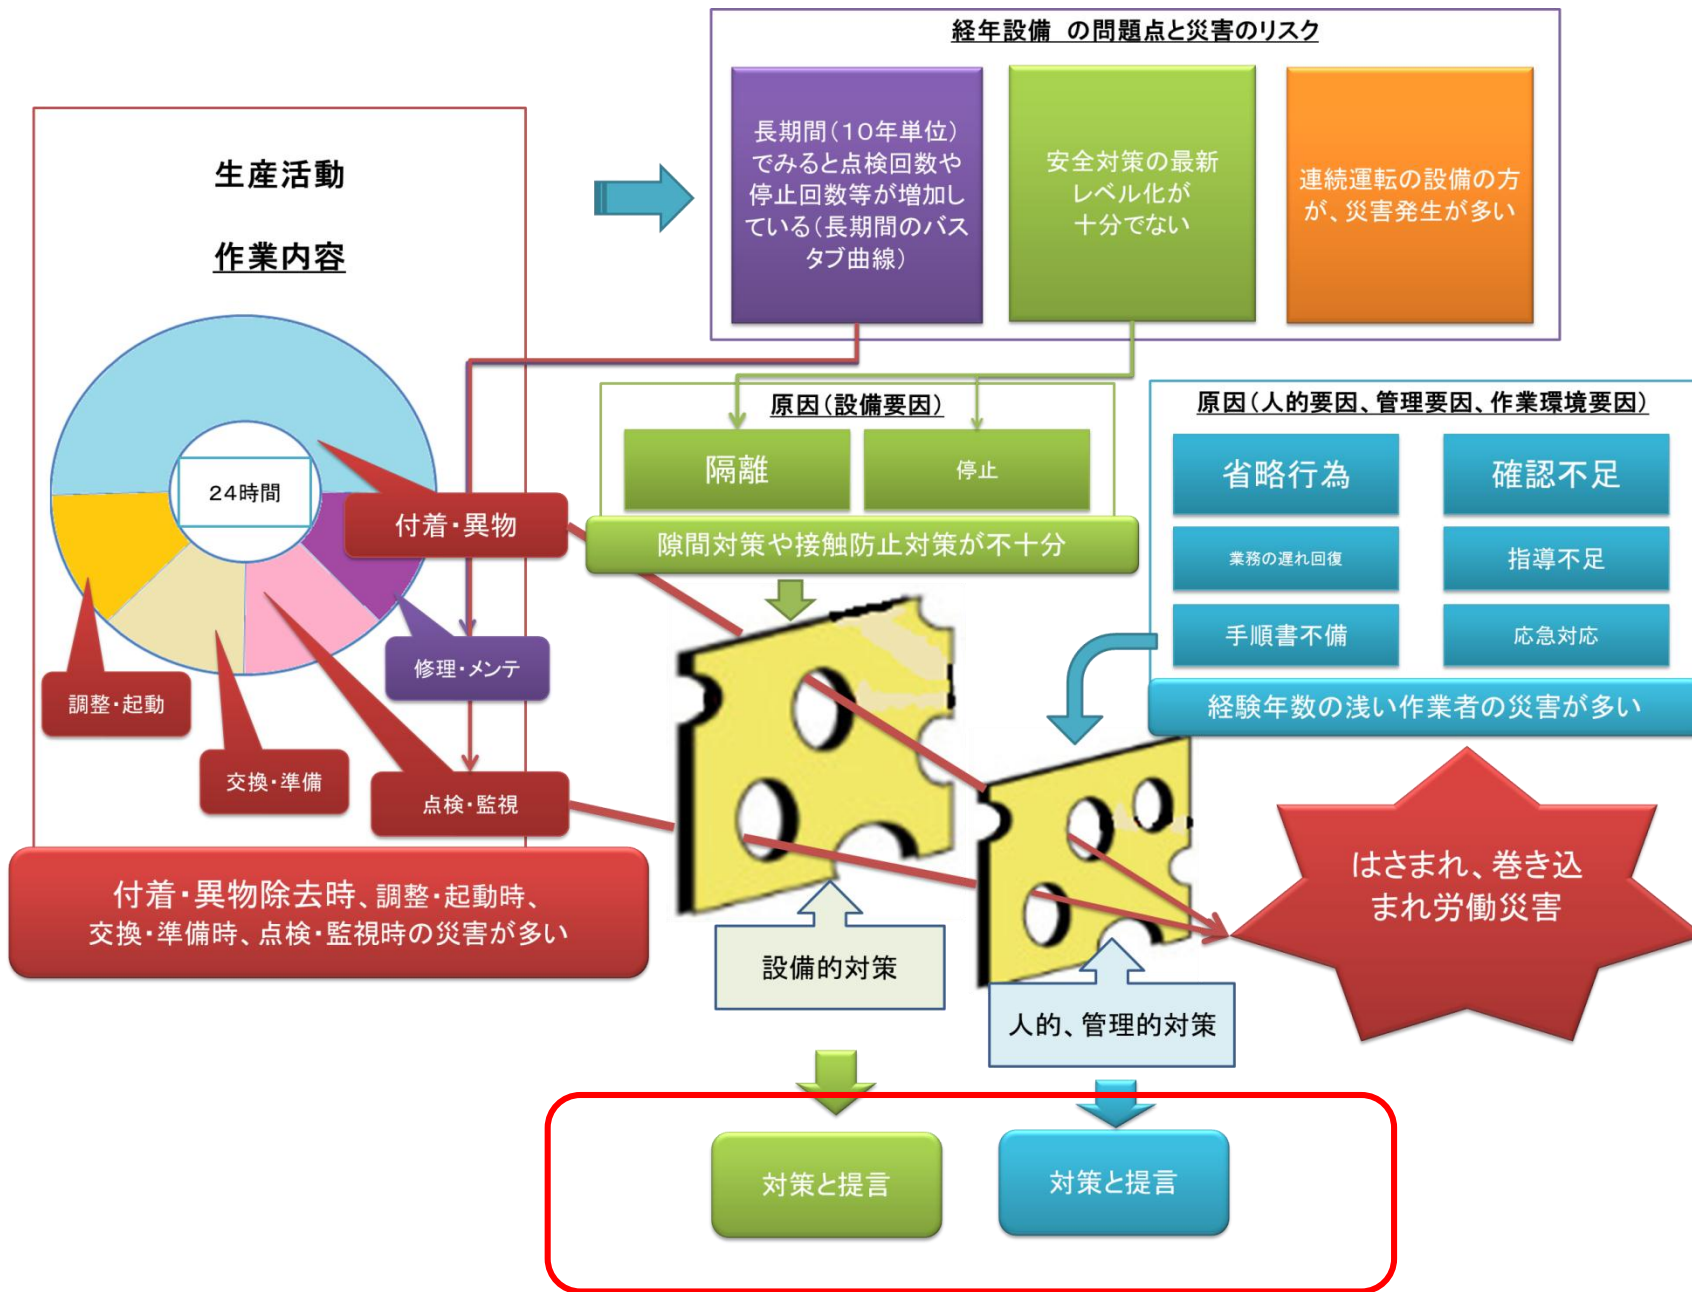 経年設備 の問題点と災害のリスク
長期間(10年単位)
でみると点検回数や
停止回数等が増加し
ている(長期間のバス
タブ曲線)
安全対策の最新
レベル化が
十分でない
連続運転の設備の方
が、災害発生が多い
生産活動
作業内容
24時間
付着・異物
修理・メンテ
調整・起動
交換・準備
点検・監視
付着・異物除去時、調整・起動時、
交換・準備時、点検・監視時の災害が多い
原因(設備要因)
隔離
停止
隙間対策や接触防止対策が不十分
原因(人的要因、管理要因、作業環境要因)
省略行為
確認不足
業務の遅れ回復
指導不足
手順書不備
応急対応
経験年数の浅い作業者の災害が多い
はさまれ、巻き込
まれ労働災害
設備的対策
人的、管理的対策
対策と提言
対策と提言